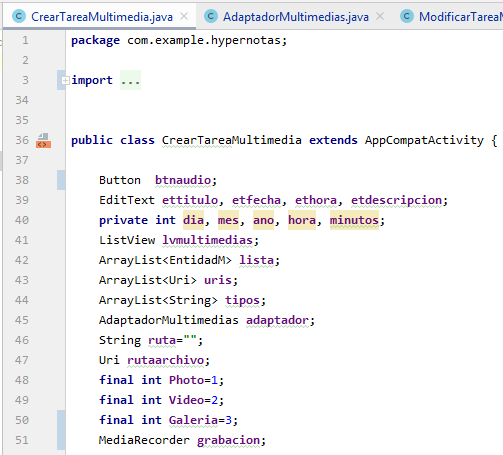 CrearTareaMultimedia.java × AdaptadorMultimedias.java × ModificarTareaM
1 package com.example.hypernotas;
2
3 import ...
34
35
36 public class CrearTareaMultimedia extends AppCompatActivity {
37
38 Button btnaudio;
39 EditText ettitulo, etfecha, ethora, etdescripcion;
40 private int dia, mes, ano, hora, minutos;
41 ListView lvmultimedias;
42 ArrayList<EntidadM> lista;
43 ArrayList<Uri> uris;
44 ArrayList<String> tipos;
45 AdaptadorMultimedias adaptador;
46 String ruta="";
47 Uri rutaarchivo;
48 final int Photo=1;
49 final int Video=2;
50 final int Galeria=3;
51 MediaRecorder grabacion;